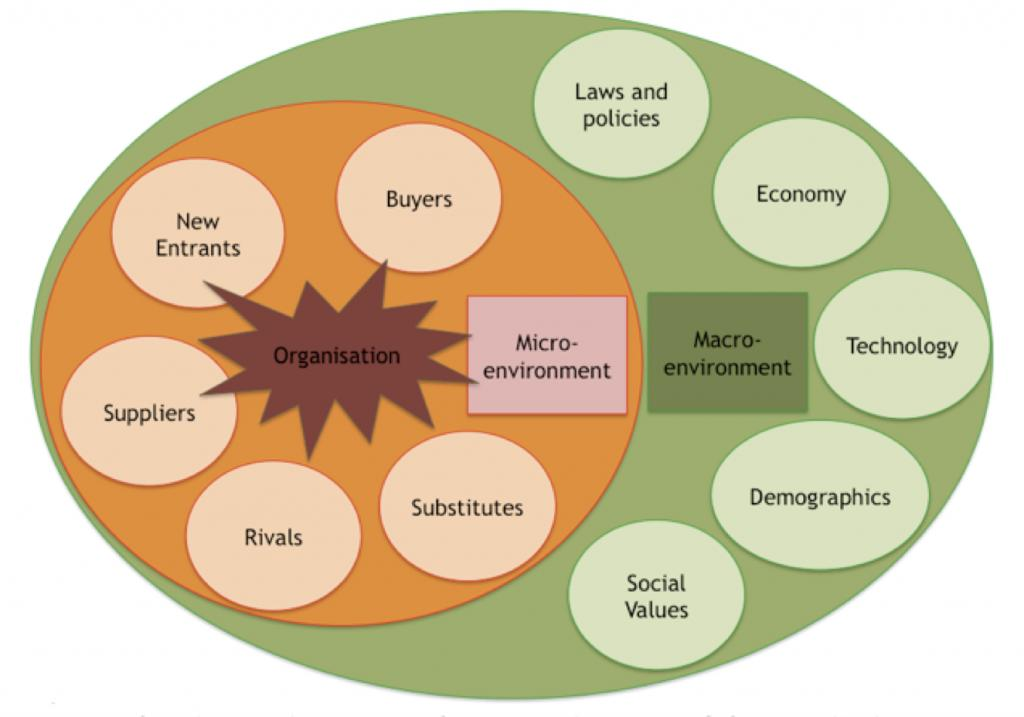 Laws and
policies
Economy
Buyers
New
Entrants
Organisation
Micro-
environment
Macro-
environment
Technology
Suppliers
Substitutes
Demographics
Rivals
Social
Values